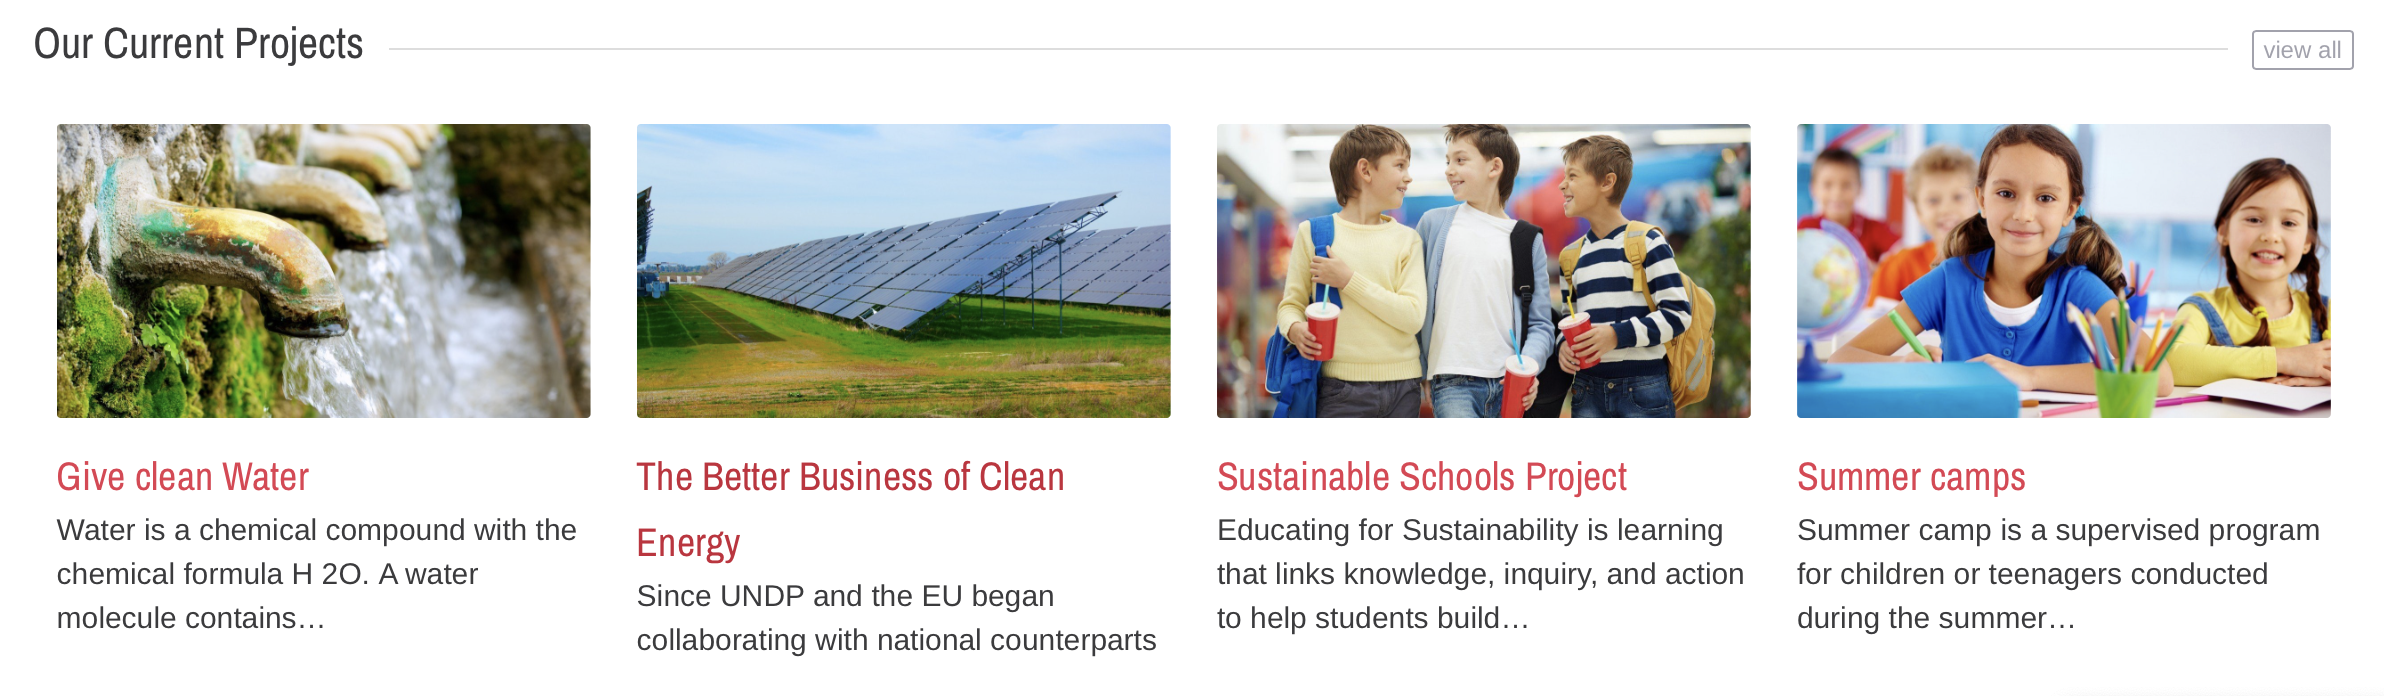 Our Current Projects
view all
Give clean Water
Water is a chemical compound with the
chemical formula H 2O. A water
molecule contains…
The Better Business of Clean
Energy
Since UNDP and the EU began
collaborating with national counterparts
Sustainable Schools Project
Educating for Sustainability is learning
that links knowledge, inquiry, and action
to help students build…
Summer camps
Summer camp is a supervised program
for children or teenagers conducted
during the summer…